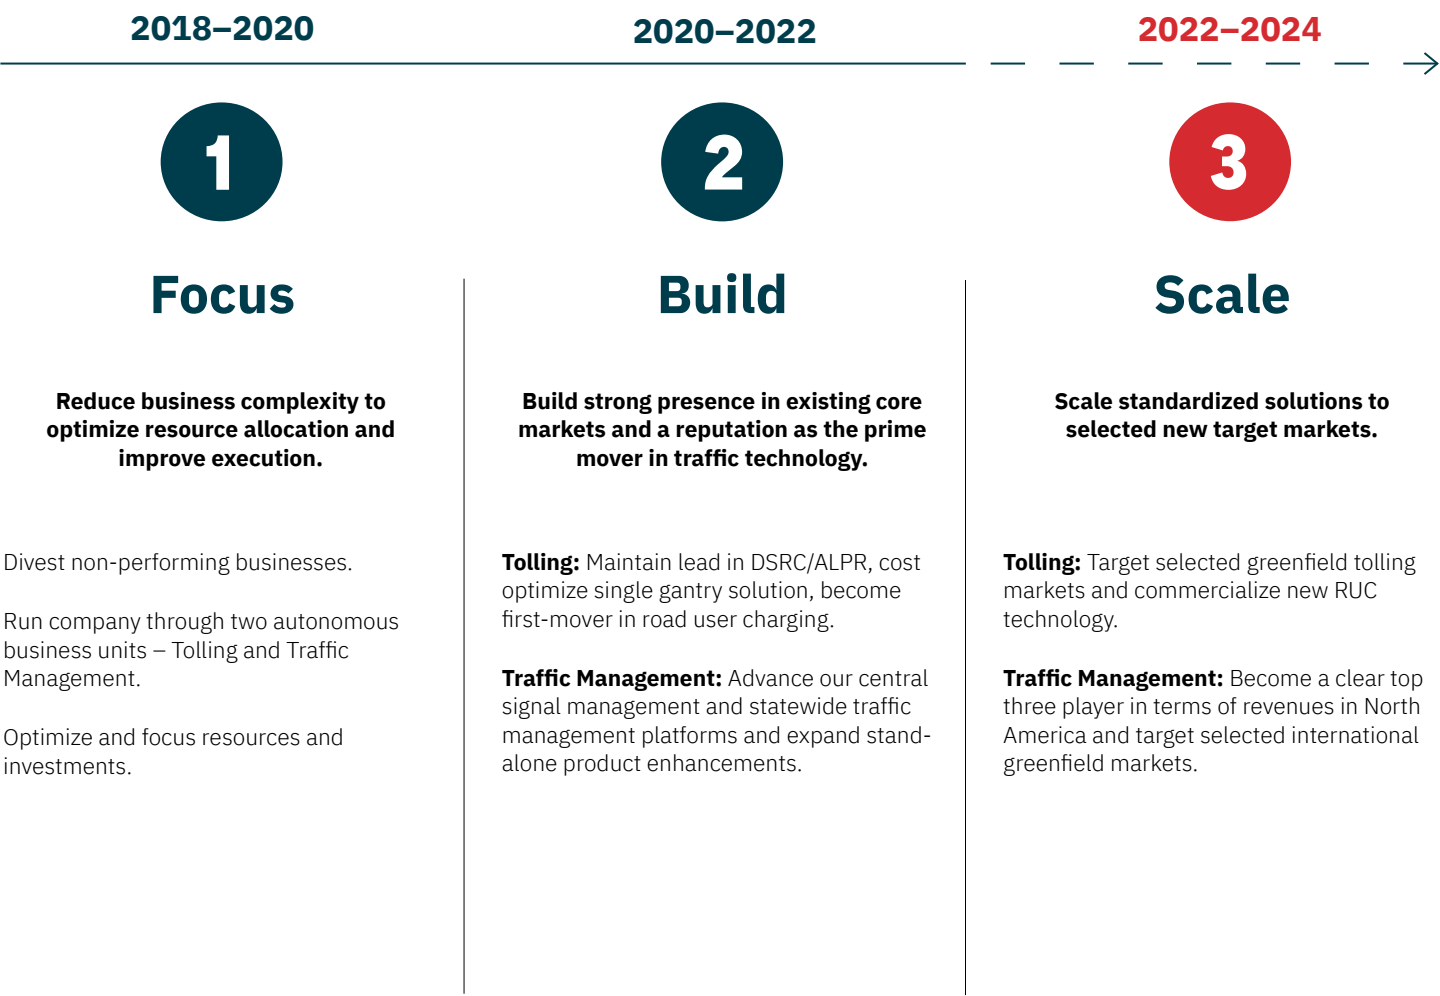 2018–2020
2020–2022
2022–2024
1
2
3
Focus
Reduce business complexity to
optimize resource allocation and
improve execution.
Divest non-performing businesses.
Run company through two autonomous
business units – Tolling and Traffic
Management.
Optimize and focus resources and
investments.
Build
Build strong presence in existing core
markets and a reputation as the prime
mover in traffic technology.
Tolling: Maintain lead in DSRC/ALPR, cost
optimize single gantry solution, become
first-mover in road user charging.
Traffic Management: Advance our central
signal management and statewide traffic
management platforms and expand stand-
alone product enhancements.
Scale
Scale standardized solutions to
selected new target markets.
Tolling: Target selected greenfield tolling
markets and commercialize new RUC
technology.
Traffic Management: Become a clear top
three player in terms of revenues in North
America and target selected international
greenfield markets.